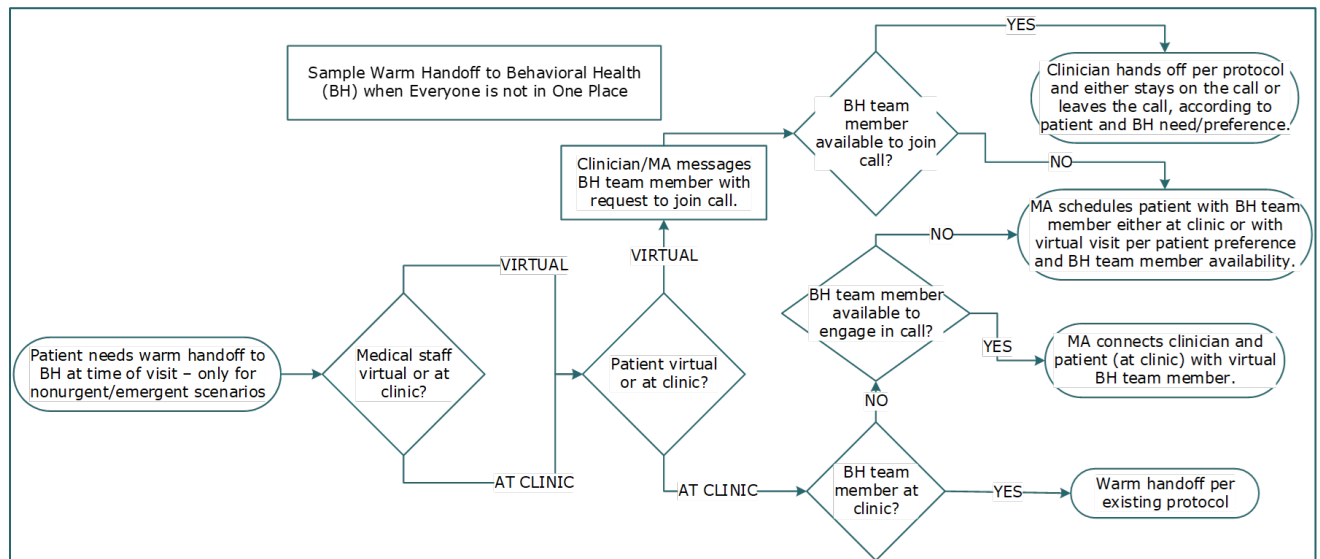 Sample Warm Handoff to Behavioral Health
(BH) when Everyone is not in One Place
YES
Clinician hands off per protocol
and either stays on the call or
leaves the call, according to
patient and BH need/preference.
BH team
member
available to join
call?
NO
Clinician/MA messages
BH team member with
request to join call.
MA schedules patient with BH team
member either at clinic or with
virtual visit per patient preference
and BH team member availability.
NO
VIRTUAL
VIRTUAL
BH team member
available to
engage in call?
YES
MA connects clinician and
patient (at clinic) with virtual
BH team member.
Patient needs warm handoff to
BH at time of visit – only for
nonurgent/emergent scenarios
Medical staff
virtual or at
clinic?
Patient virtual
or at clinic?
NO
AT CLINIC
AT CLINIC
BH team
member at
clinic?
YES
Warm handoff per
existing protocol